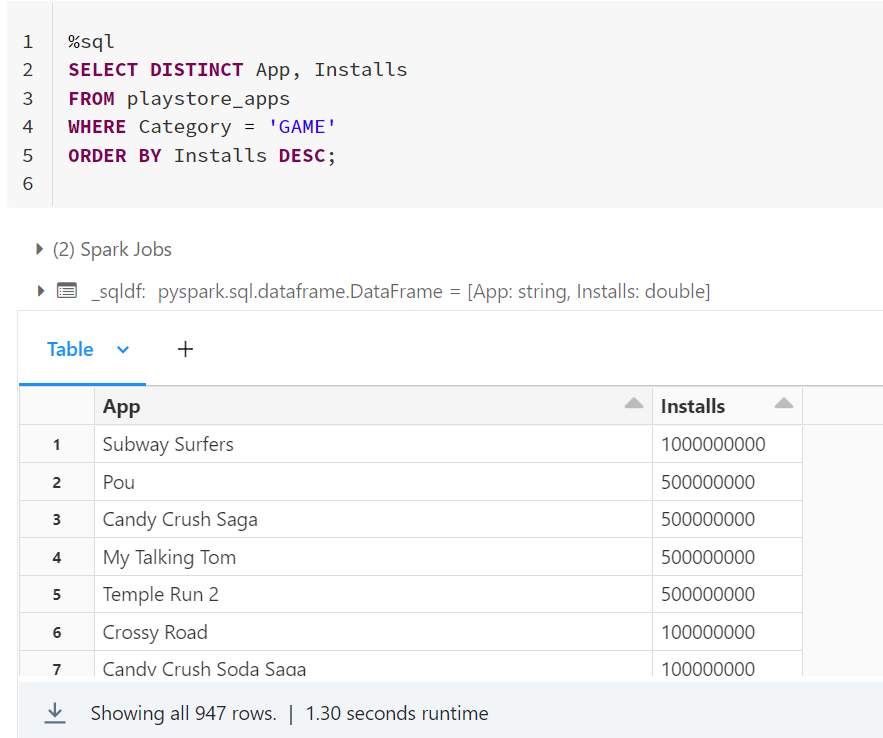 1 %sql
2 SELECT DISTINCT App, Installs
3 FROM playstore_apps
4 WHERE Category = 'GAME'
5 ORDER BY Installs DESC;
6
(2) Spark Jobs
_sqldf: pyspark.sql.dataframe.DataFrame = [App: string, Installs: double]
Table +
App Installs
1 Subway Surfers 1000000000
2 Pou 500000000
3 Candy Crush Saga 500000000
4 My Talking Tom 500000000
5 Temple Run 2 500000000
6 Crossy Road 100000000
7 Candy Crush Soda Saga 100000000
Showing all 947 rows. | 1.30 seconds runtime